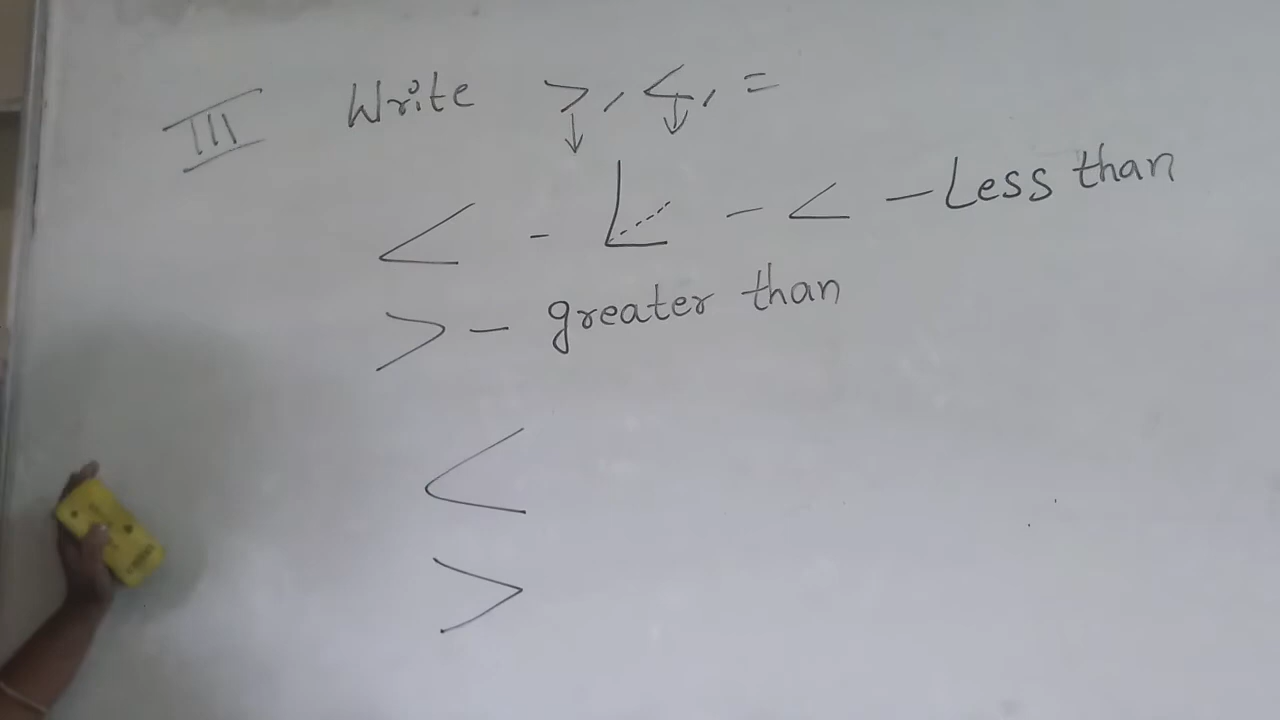 III Write >, <, =
↓ ↓
< - L - < - Less than
> - greater than
<
>